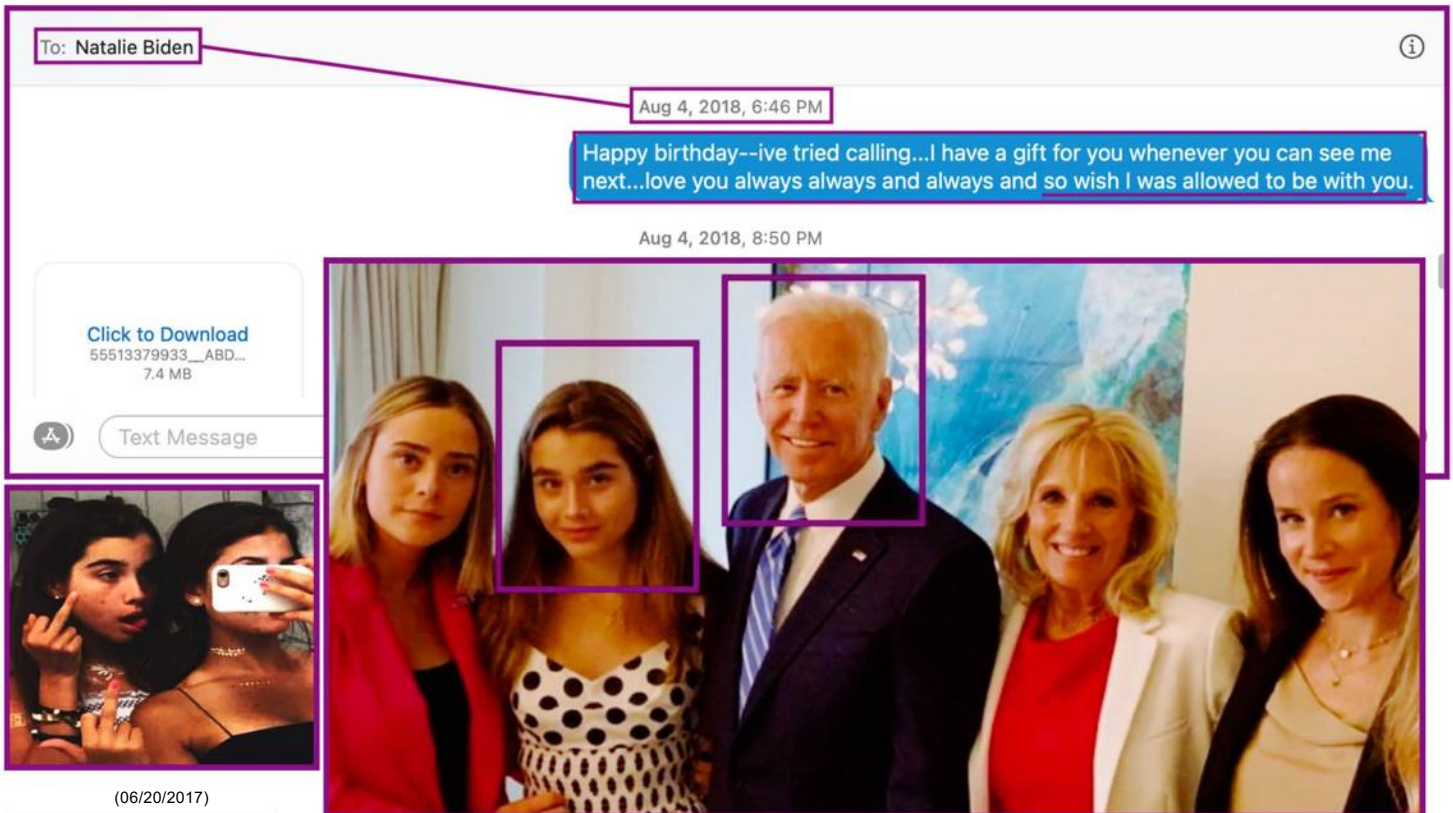 To: Natalie Biden
Aug 4, 2018, 6:46 PM
Happy birthday--ive tried calling...I have a gift for you whenever you can see me
next...love you always always and always and so wish I was allowed to be with you.
Aug 4, 2018, 8:50 PM
Click to Download
55513379933__ABD...
7.4 MB
Text Message
(06/20/2017)